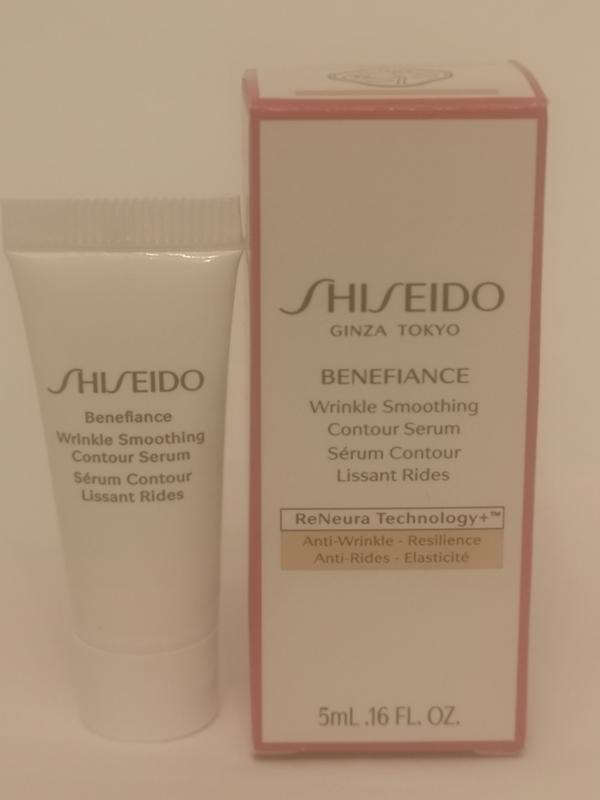 SHISEIDO
Benefiance
Wrinkle Smoothing
Contour Serum
Sérum Contour
Lissant Rides
SHISEIDO
GINZA TOKYO
BENEFIANCE
Wrinkle Smoothing
Contour Serum
Sérum Contour
Lissant Rides
ReNeura Technology+™
Anti-Wrinkle - Resilience
Anti-Rides - Elasticité
5mL .16 FL. OZ.